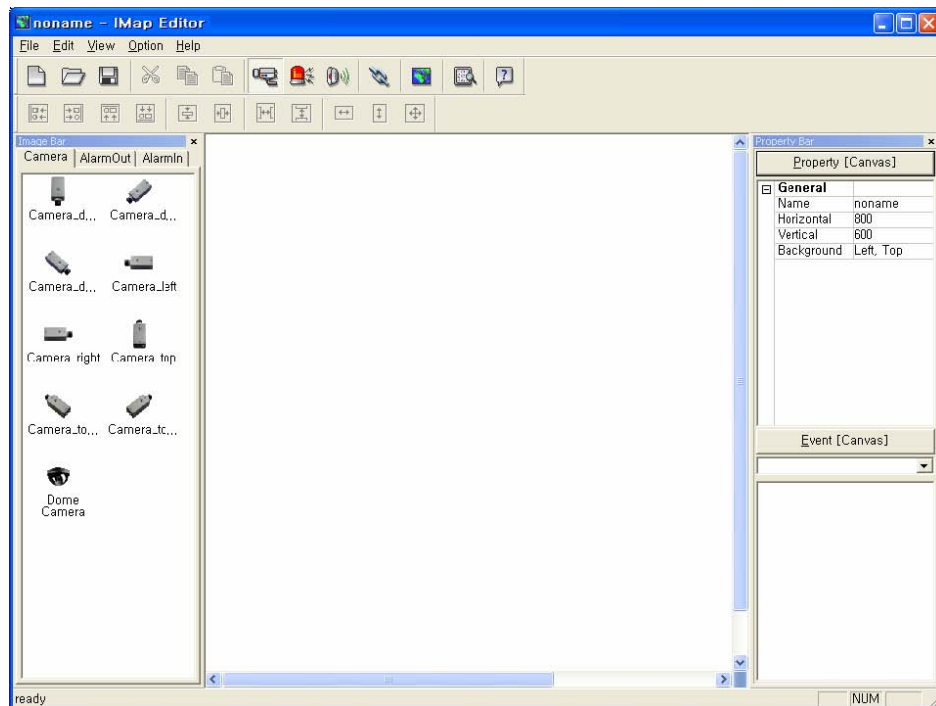 noname - IMap Editor
File Edit View Option Help
Image Bar
Camera AlarmOut AlarmIn
Camera_d... Camera_d...
Camera_d... Camera_left
Camera_right Camera_top
Camera_to... Camera_tc...
Dome
Camera
Property Bar
Property [Canvas]
General
Name noname
Horizontal 800
Vertical 600
Background Left, Top
Event [Canvas]
ready NUM